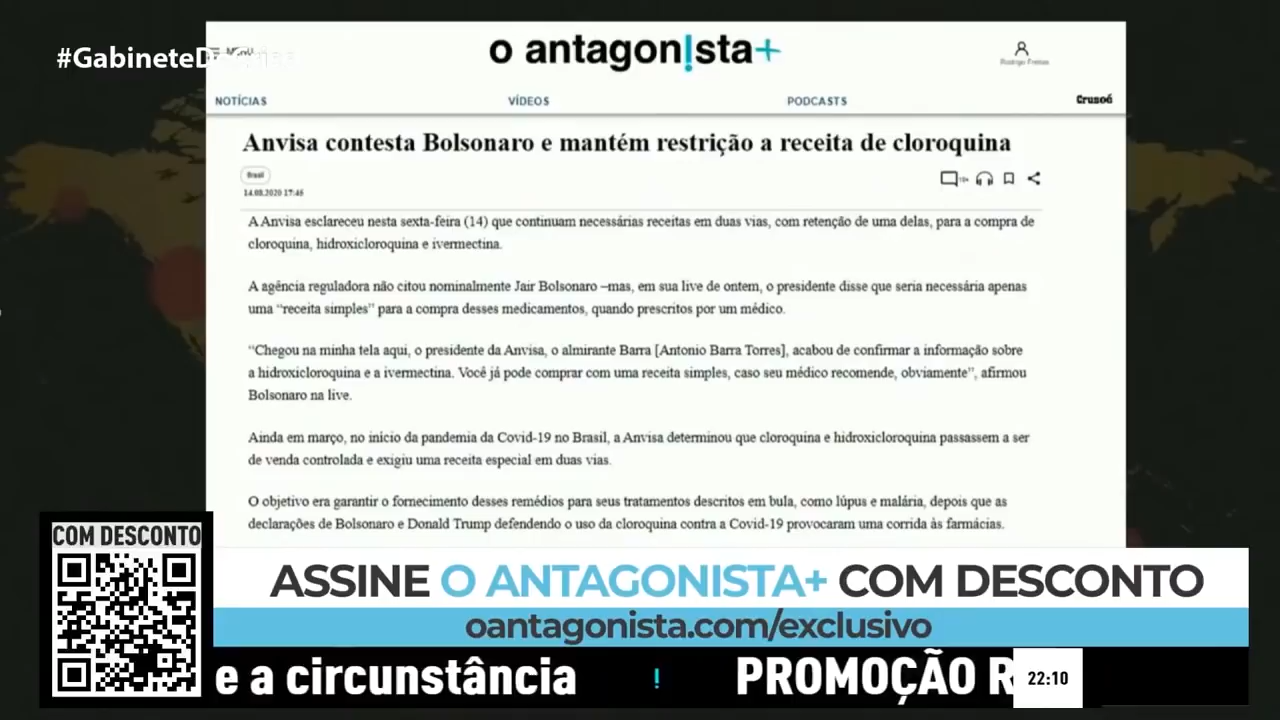 #GabineteD
MENU
o antagon!sta+
Rodrigo Freitas
NOTÍCIAS
VÍDEOS
PODCASTS
Crusoé
Anvisa contesta Bolsonaro e mantém restrição a receita de cloroquina
Brasil
14.08.2020 17:46
A Anvisa esclareceu nesta sexta-feira (14) que continuam necessárias receitas em duas vias, com retenção de uma delas, para a compra de
cloroquina, hidroxicloroquina e ivermectina.
A agência reguladora não citou nominalmente Jair Bolsonaro –mas, em sua live de ontem, o presidente disse que seria necessária apenas
uma “receita simples” para a compra desses medicamentos, quando prescritos por um médico.
“Chegou na minha tela aqui, o presidente da Anvisa, o almirante Barra [Antonio Barra Torres], acabou de confirmar a informação sobre
a hidroxicloroquina e a ivermectina. Você já pode comprar com uma receita simples, caso seu médico recomende, obviamente”, afirmou
Bolsonaro na live.
Ainda em março, no início da pandemia da Covid-19 no Brasil, a Anvisa determinou que cloroquina e hidroxicloroquina passassem a ser
de venda controlada e exigiu uma receita especial em duas vias.
O objetivo era garantir o fornecimento desses remédios para seus tratamentos descritos em bula, como lúpus e malária, depois que as
declarações de Bolsonaro e Donald Trump defendendo o uso da cloroquina contra a Covid-19 provocaram uma corrida às farmácias.
COM DESCONTO
ASSINE O ANTAGONISTA+ COM DESCONTO
oantagonista.com/exclusivo
e a circunstância ! PROMOÇÃO R
22:10